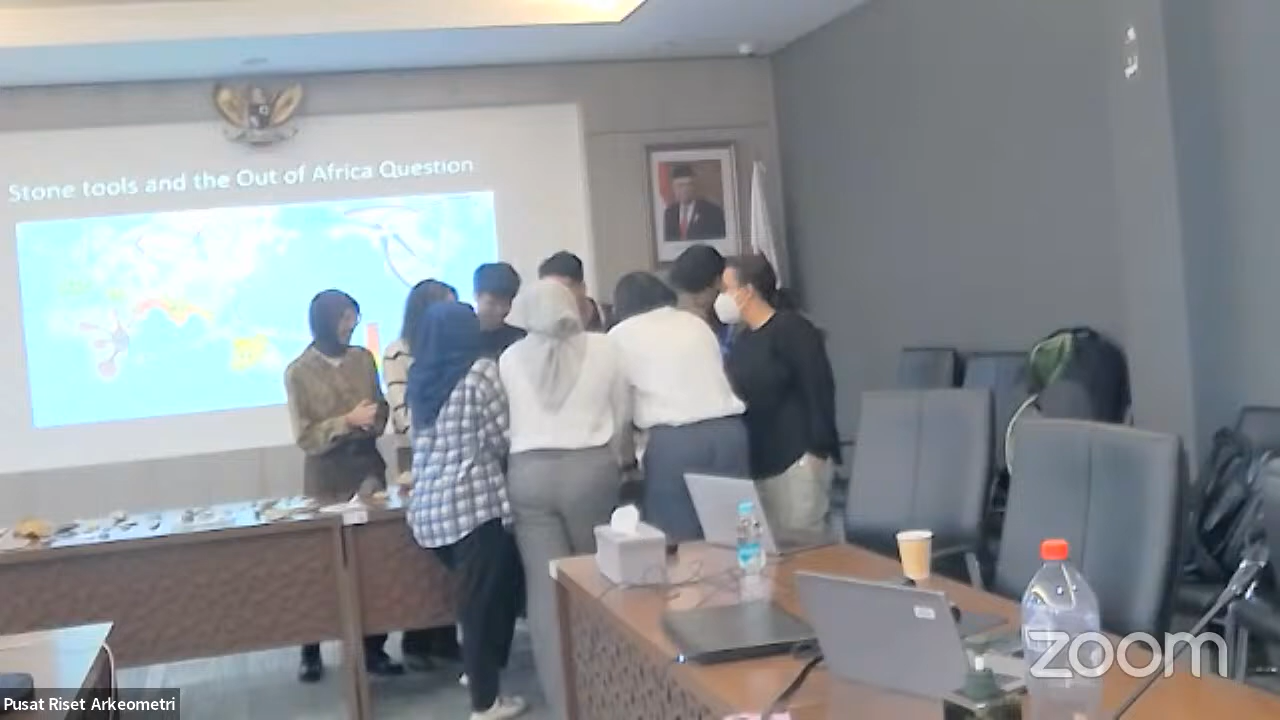 Stone tools and the Out of Africa Question
zoom
Pusat Riset Arkeometri